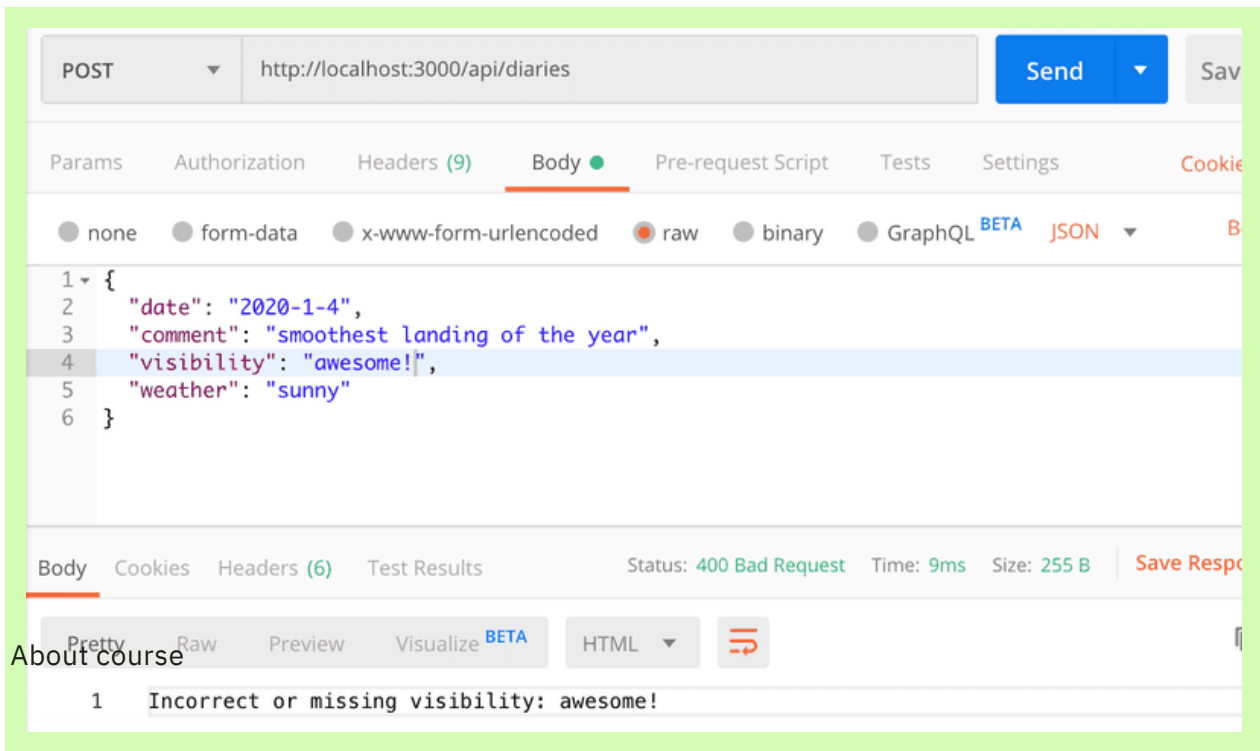 POST http://localhost:3000/api/diaries Send Sav
Params Authorization Headers (9) Body Pre-request Script Tests Settings Cookie
none form-data x-www-form-urlencoded raw binary GraphQL BETA JSON B
1 {
2 "date": "2020-1-4",
3 "comment": "smoothest landing of the year",
4 "visibility": "awesome!",
5 "weather": "sunny"
6 }
Body Cookies Headers (6) Test Results Status: 400 Bad Request Time: 9ms Size: 255 B Save Respo
Pretty Raw Preview Visualize BETA HTML
About course
1 Incorrect or missing visibility: awesome!